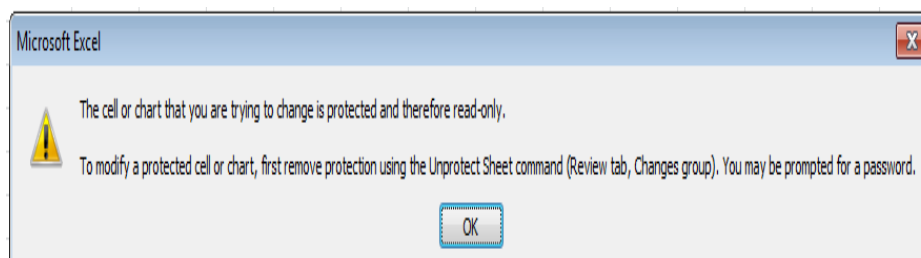 Microsoft Excel
The cell or chart that you are trying to change is protected and therefore read-only.
To modify a protected cell or chart, first remove protection using the Unprotect Sheet command (Review tab, Changes group). You may be prompted for a password.
OK